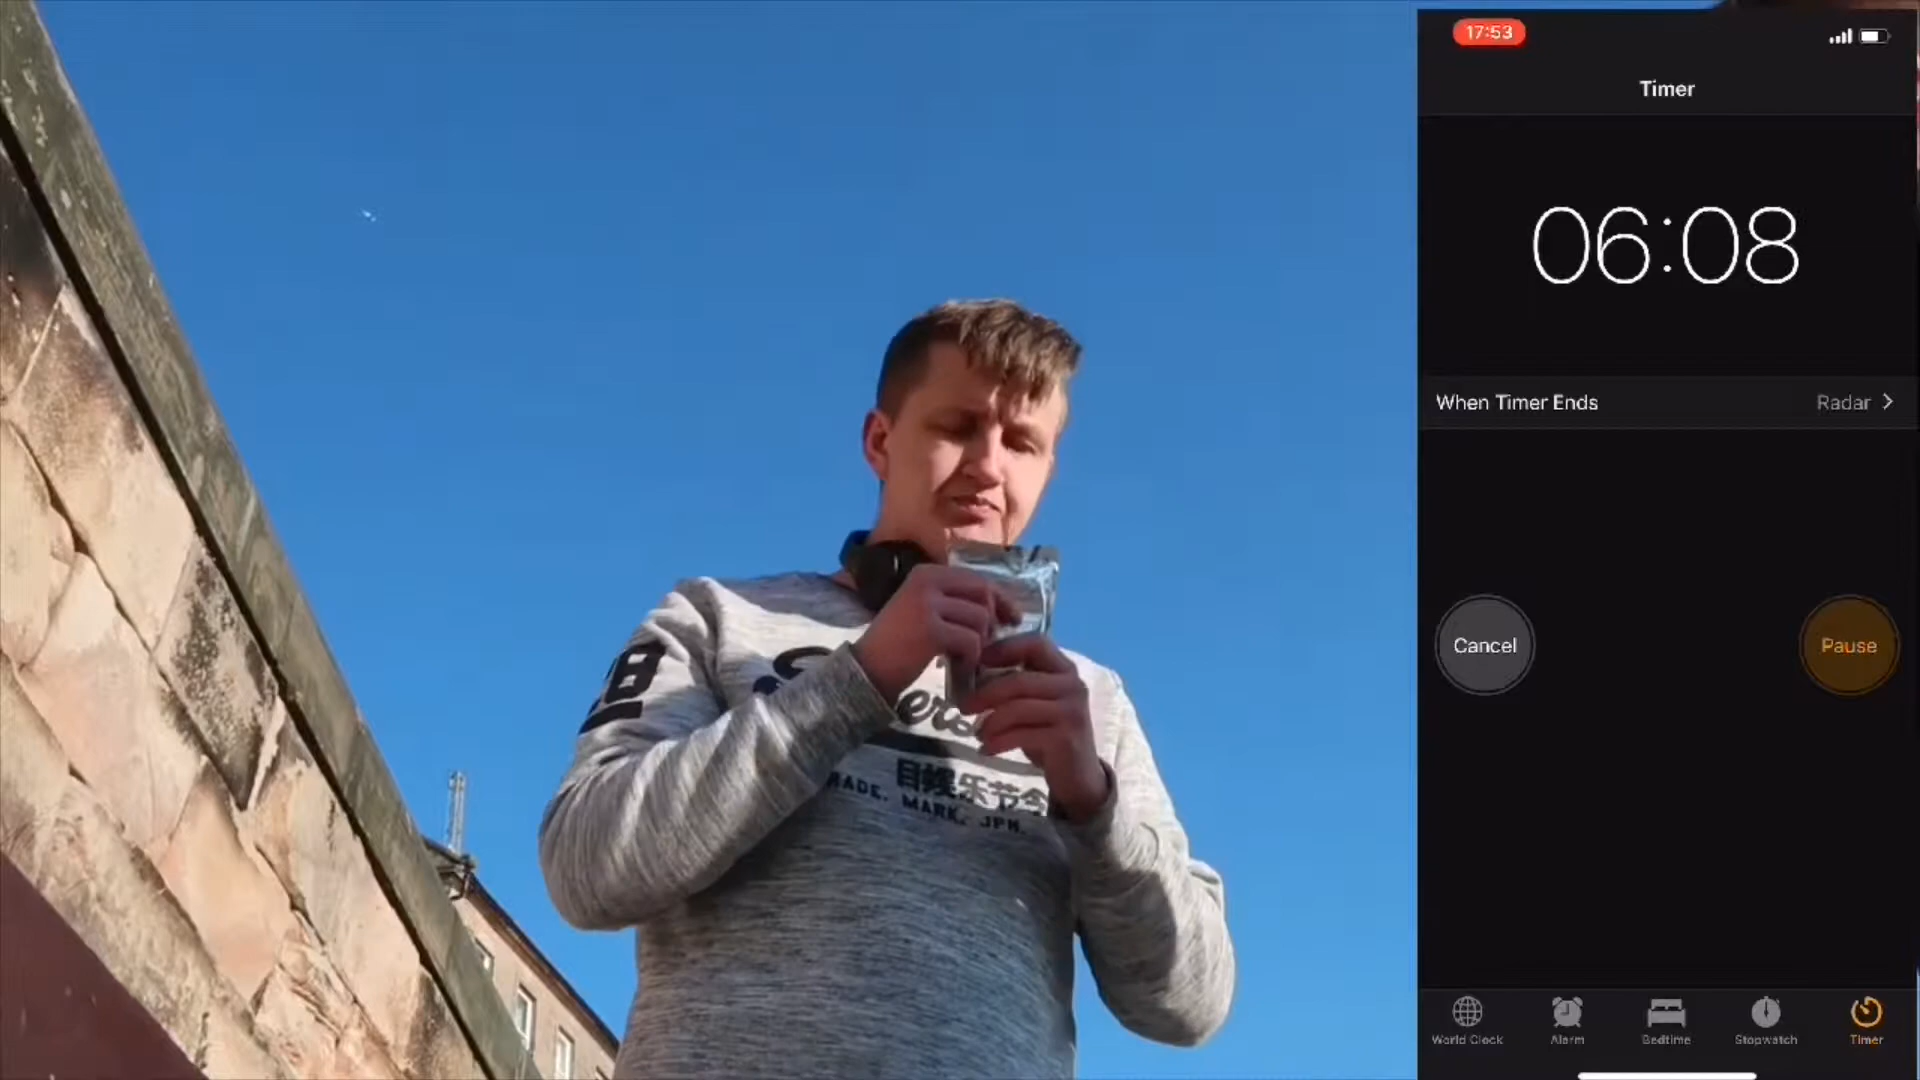 17:53
Timer
06:08
When Timer Ends
Radar
Cancel
Pause
World Clock
Alarm
Bedtime
Stopwatch
Timer
MARK. JPN.